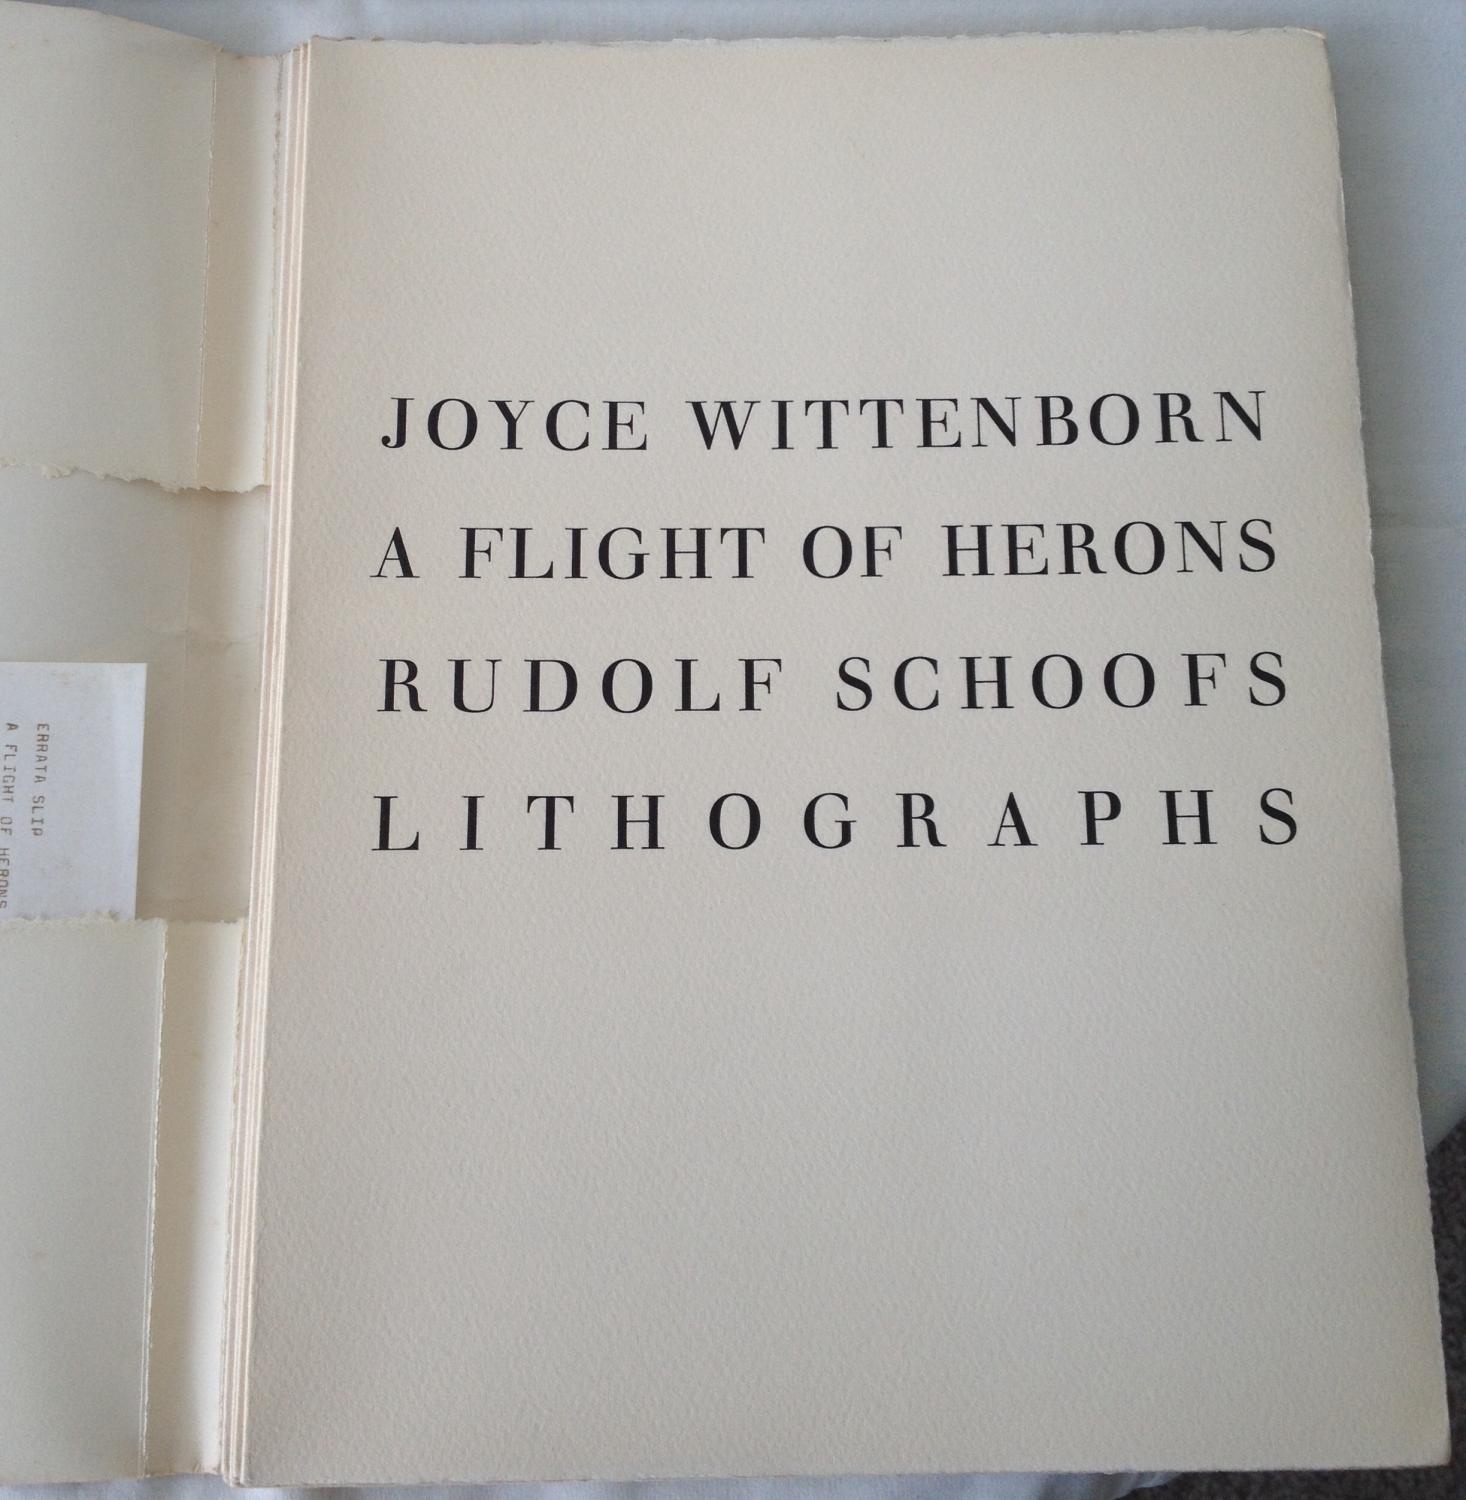 JOYCE WITTENBORN
A FLIGHT OF HERONS
RUDOLF SCHOOFS
LITHOGRAPHS
ERRATA SLIP
A FLIGHT OF HERONS